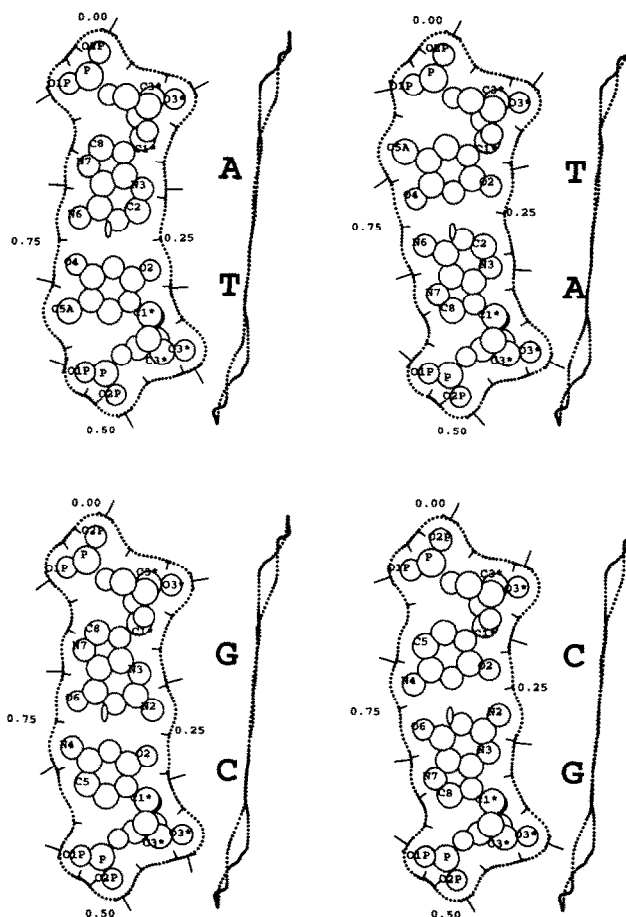 0.00
O2P
O1P P
C3* O3*
C8 C1*
N7
A
N3
N6 C2
0.75 0.25
O4 O2
T
C5A C1*
O3*
C3*
O1P P
O2P
0.50
0.00
O2P
O1P P
C3* O3*
C5A C1*
T
O4 O2
0.25
0.75
N6 C2
N3
N7 A
C8 C1*
O3*
C3*
O1P P
O2P
0.50
0.00
O2P
O1P P
C3* O3*
C8 C1*
N7 G
N3
O6 N2
0.75 0.25
N4 O2
C5 C
C1*
O3*
C3*
O1P P
O2P
0.50
0.00
O2P
O1P P
C3* O3*
C5 C1*
C
O2
N4
0.25
0.75
O6 N2
N3
N7 G
C8 C1*
O3*
C3*
O1P P
O2P
0.50